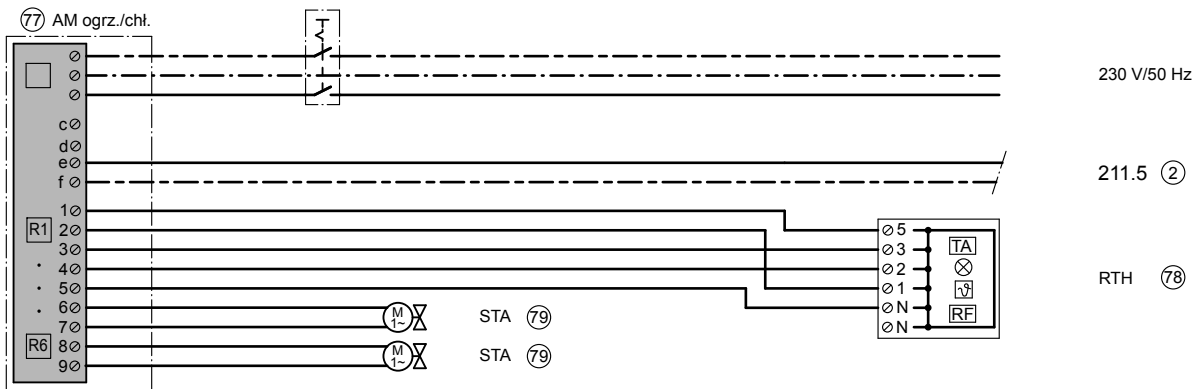 77 AM ogrz./chł.
230 V/50 Hz
c
d
e
f
211.5 2
1
R1 2
3
4
5
6
7
R6 8
9
5
3 TA
2
1 ϑ
N RF
N
RTH 78
M 1~ STA 79
M 1~ STA 79